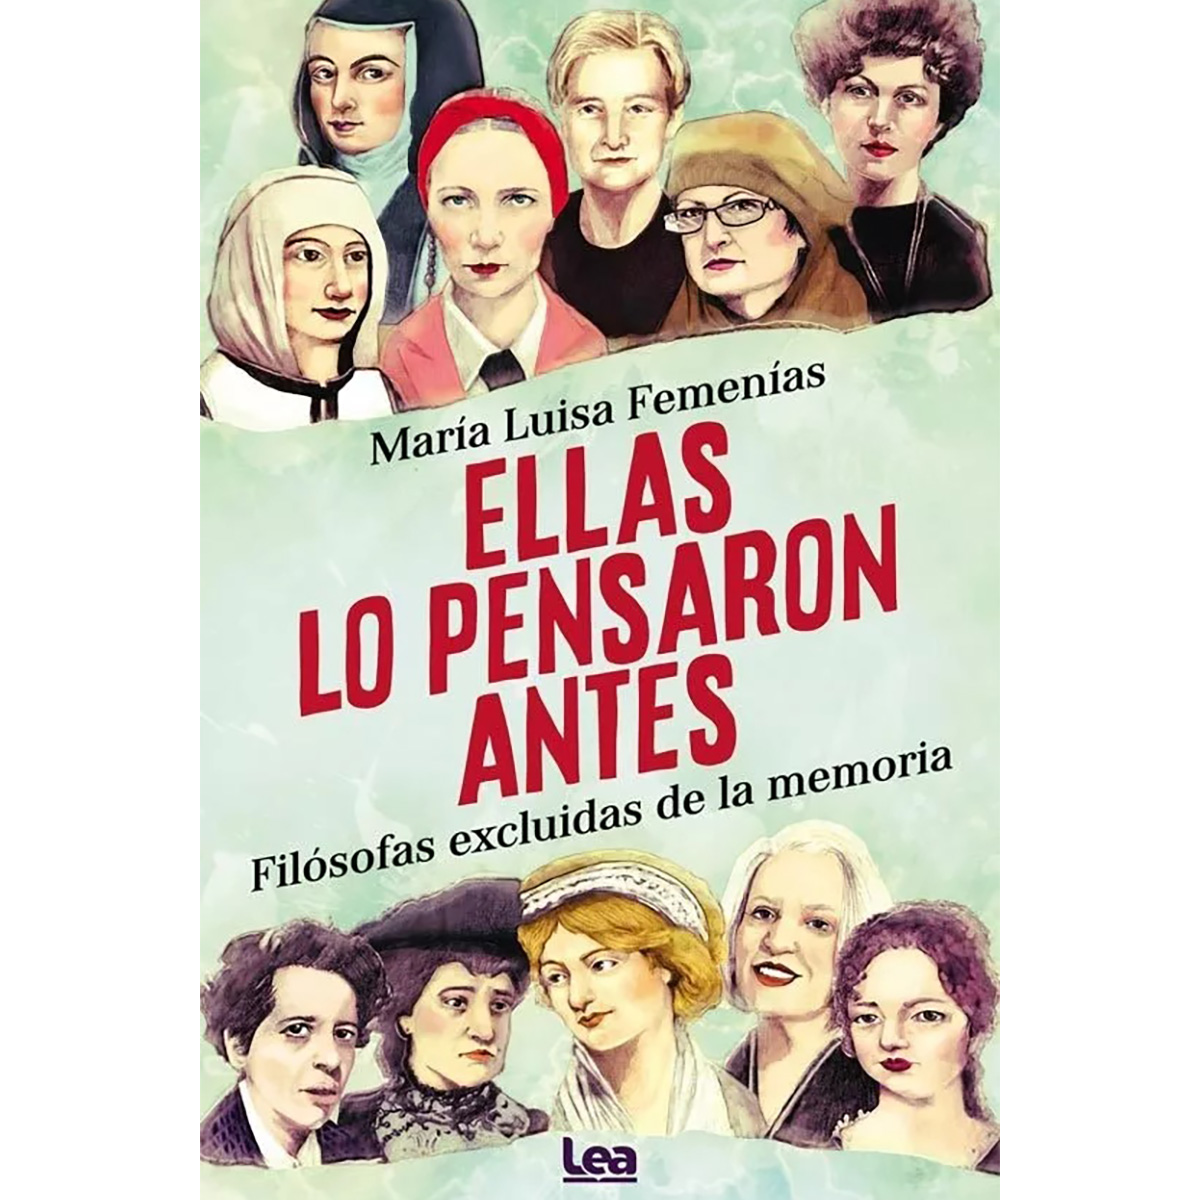 María Luisa Femenías
ELLAS
LO PENSARON
ANTES
Filósofas excluidas de la memoria
Lea